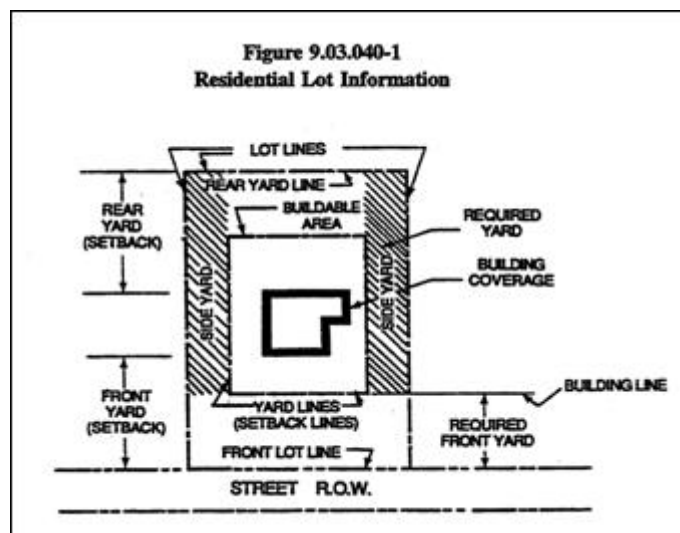 Figure 9.03.040-1
Residential Lot Information
LOT LINES
REAR YARD LINE
BUILDABLE
AREA
REAR
YARD
(SETBACK)
REQUIRED
YARD
BUILDING
COVERAGE
SIDE YARD
SIDE YARD
FRONT
YARD
(SETBACK)
YARD LINES
(SETBACK LINES)
BUILDING LINE
REQUIRED
FRONT YARD
FRONT LOT LINE
STREET R.O.W.